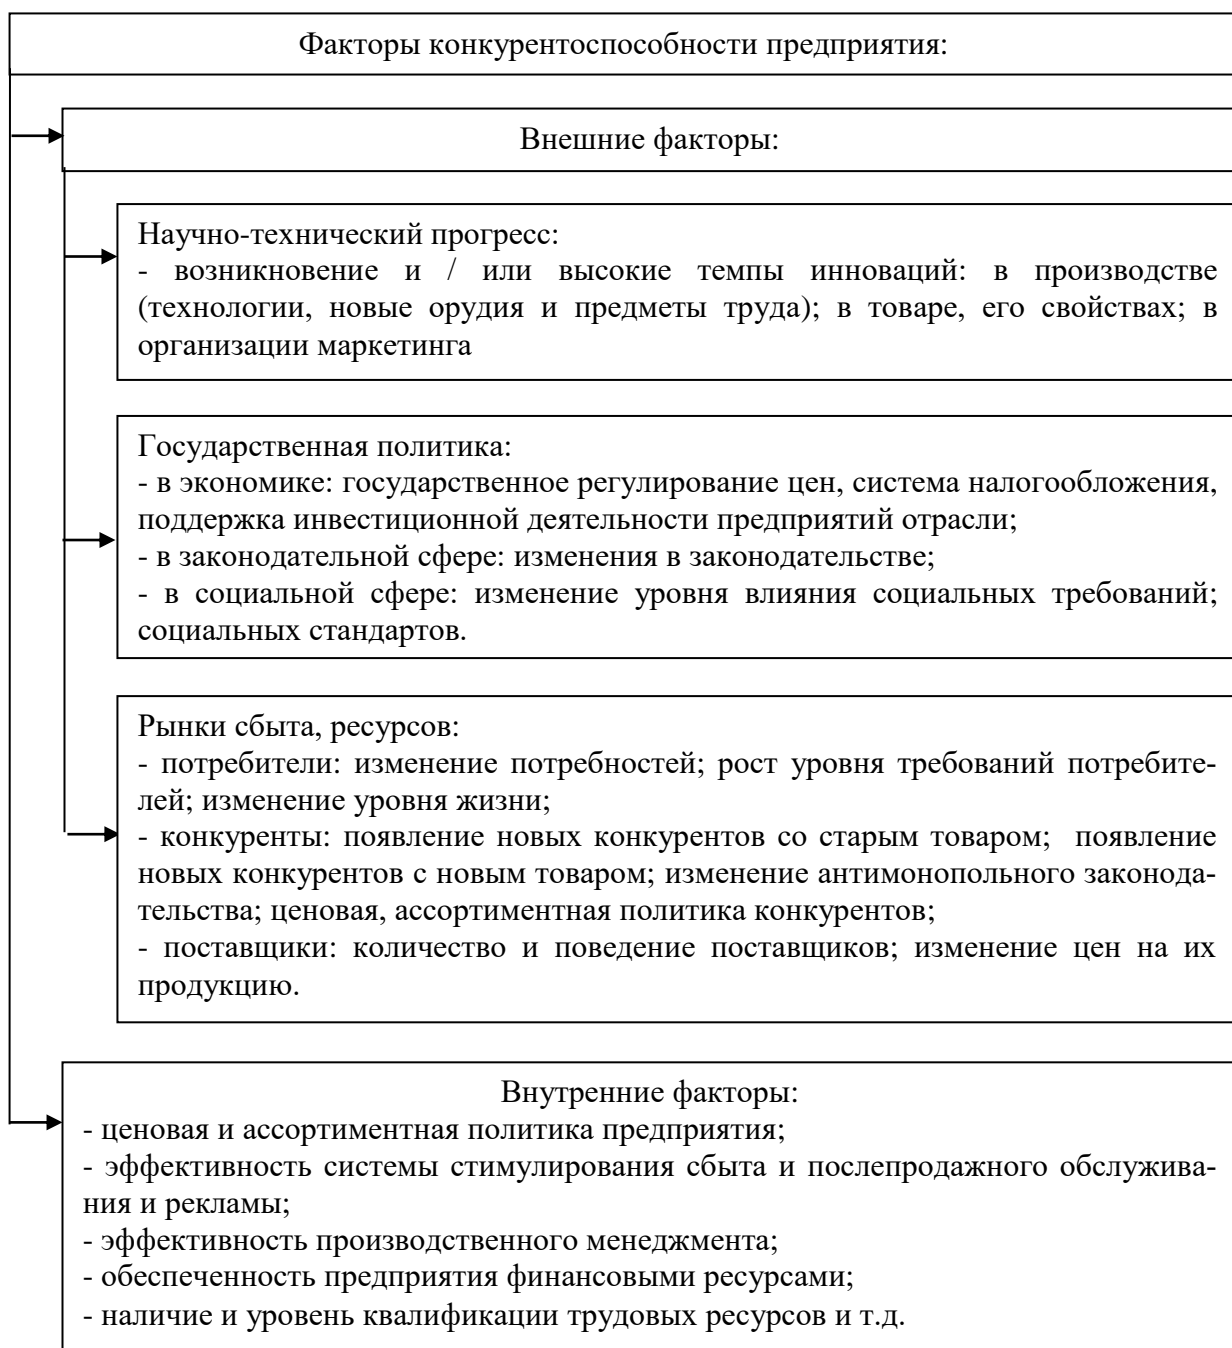 Факторы конкурентоспособности предприятия:
Внешние факторы:
Научно-технический прогресс:
- возникновение и / или высокие темпы инноваций: в производстве
(технологии, новые орудия и предметы труда); в товаре, его свойствах; в
организации маркетинга
Государственная политика:
- в экономике: государственное регулирование цен, система налогообложения,
поддержка инвестиционной деятельности предприятий отрасли;
- в законодательной сфере: изменения в законодательстве;
- в социальной сфере: изменение уровня влияния социальных требований;
социальных стандартов.
Рынки сбыта, ресурсов:
- потребители: изменение потребностей; рост уровня требований потребите-
лей; изменение уровня жизни;
- конкуренты: появление новых конкурентов со старым товаром; появление
новых конкурентов с новым товаром; изменение антимонопольного законода-
тельства; ценовая, ассортиментная политика конкурентов;
- поставщики: количество и поведение поставщиков; изменение цен на их
продукцию.
Внутренние факторы:
- ценовая и ассортиментная политика предприятия;
- эффективность системы стимулирования сбыта и послепродажного обслужива-
ния и рекламы;
- эффективность производственного менеджмента;
- обеспеченность предприятия финансовыми ресурсами;
- наличие и уровень квалификации трудовых ресурсов и т.д.